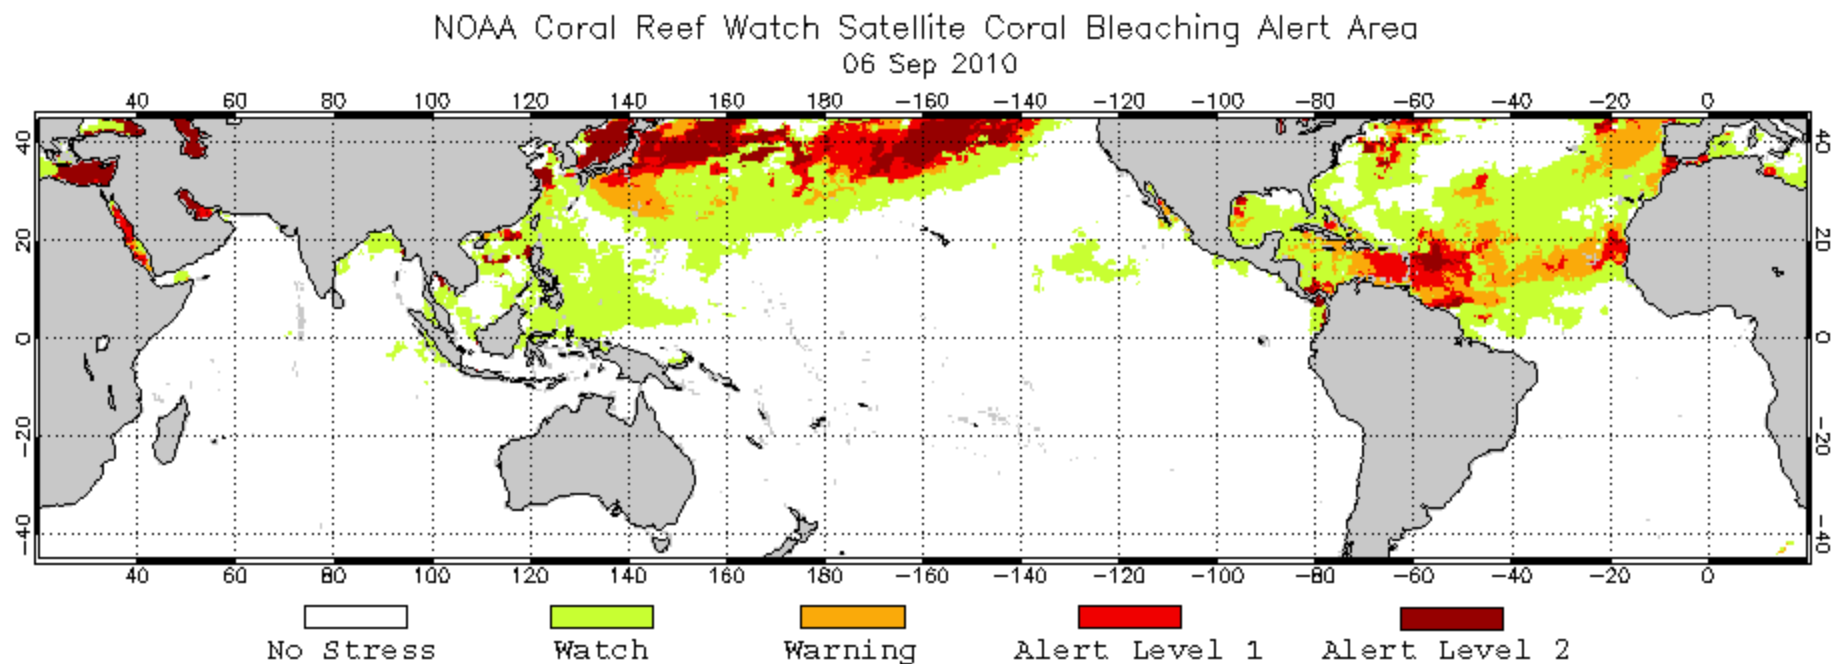 NOAA Coral Reef Watch Satellite Coral Bleaching Alert Area
06 Sep 2010
40 60 80 100 120 140 160 180 -160 -140 -120 -100 -80 -60 -40 -20 0
40 40
20 20
0 0
-20 -20
-40 -40
40 60 80 100 120 140 160 180 -160 -140 -120 -100 -80 -60 -40 -20 0
No Stress Watch Warning Alert Level 1 Alert Level 2